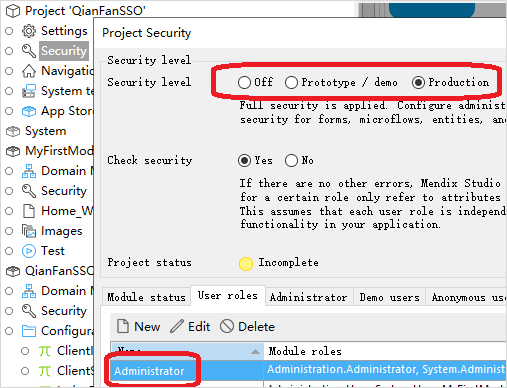 Project 'QianFanSSO'
Settings
Security
Navigatio
System te
App Store
System
MyFirstMod
Domain M
Security
Home_W
Images
Test
QianFanSSO
Domain M
Security
Configura
ClientI
ClientS
Project Security
Security level
Security level
Off
Prototype / demo
Production
Full security is applied. Configure administ
security for forms, microflows, entities, and
Check security
Yes
No
If there are no other errors, Mendix Studio
for a certain role only refer to attributes
This assumes that each user role is independ
functionality in your application.
Project status
Incomplete
Module status
User roles
Administrator
Demo users
Anonymous use
New
Edit
Delete
Name
Module roles
Administrator
Administration.Administrator, System.Administ